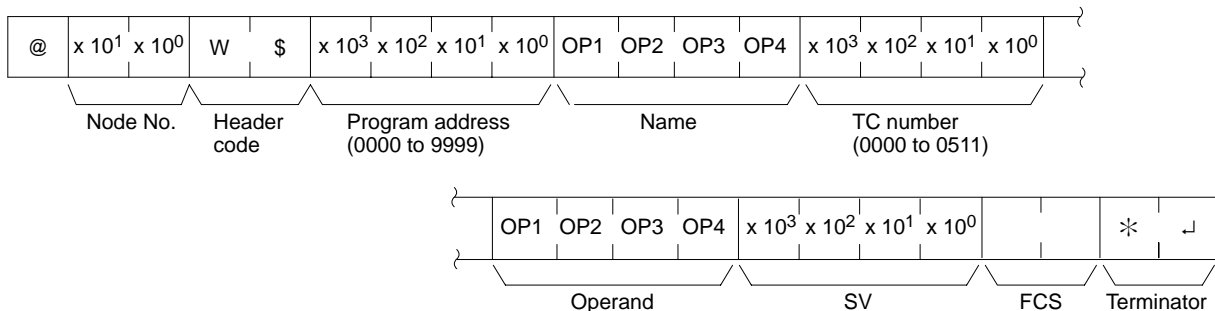 @ x 10¹ x 10⁰ W $ x 10³ x 10² x 10¹ x 10⁰ OP1 OP2 OP3 OP4 x 10³ x 10² x 10¹ x 10⁰
Node No. Header code Program address (0000 to 9999) Name TC number (0000 to 0511)
OP1 OP2 OP3 OP4 x 10³ x 10² x 10¹ x 10⁰ * ↵
Operand SV FCS Terminator